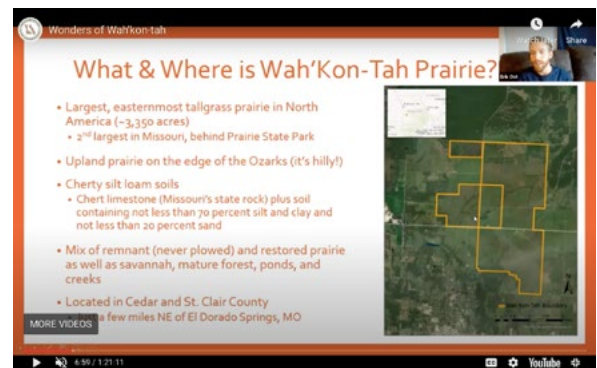 Wonders of Wah'kon-tah
Watch later
Share
What & Where is Wah'Kon-Tah Prairie?
• Largest, easternmost tallgrass prairie in North
America (~3,350 acres)
• 2nd largest in Missouri, behind Prairie State Park
• Upland prairie on the edge of the Ozarks (it's hilly!)
• Cherty silt loam soils
• Chert limestone (Missouri's state rock) plus soil
containing not less than 70 percent silt and clay and
not less than 20 percent sand
• Mix of remnant (never plowed) and restored prairie
as well as savannah, mature forest, ponds, and
creeks
• Located in Cedar and St. Clair County
a few miles NE of El Dorado Springs, MO
MORE VIDEOS
Wah'Kon-Tah Boundary
N
6:59 / 1:21:11
CC
YouTube